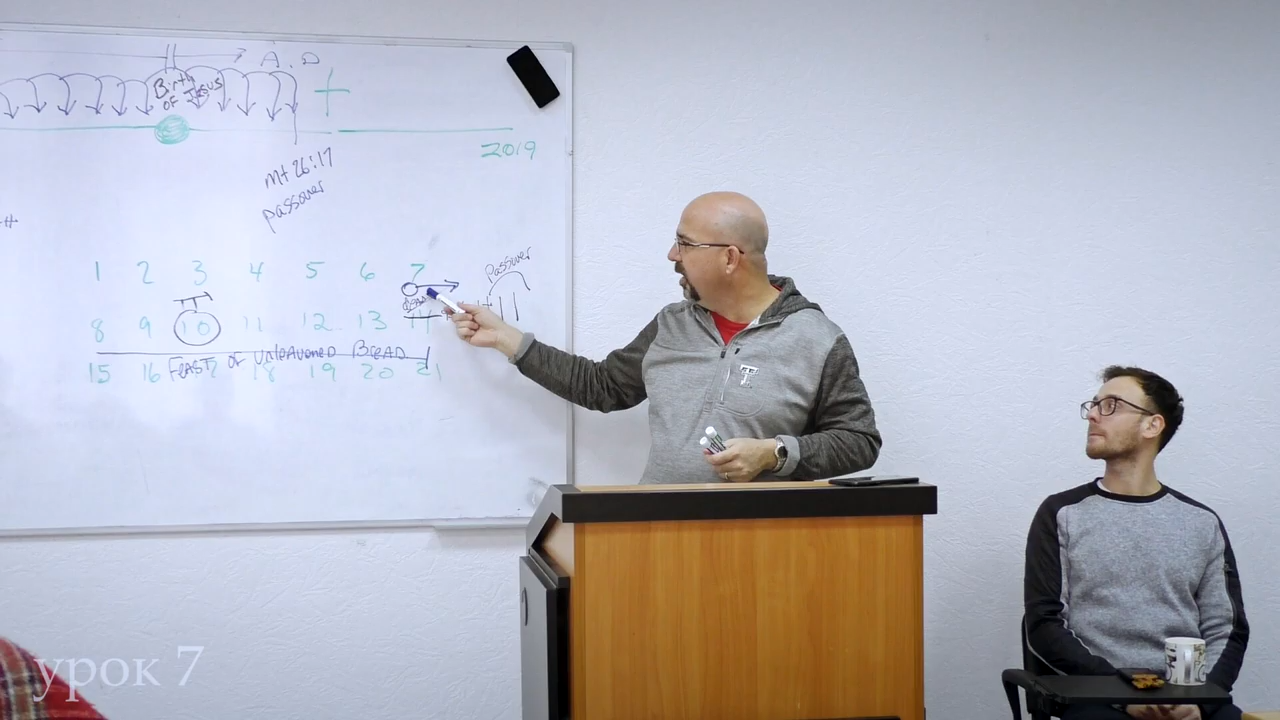 A.D
Birth
of Jesus
2019
Mt 26:17
Passover
1 2 3 4 5 6 7
Passover
8 9 10 11 12 13
Feast of Unleavened Bread
15 16 18 19 20 21
урок 7